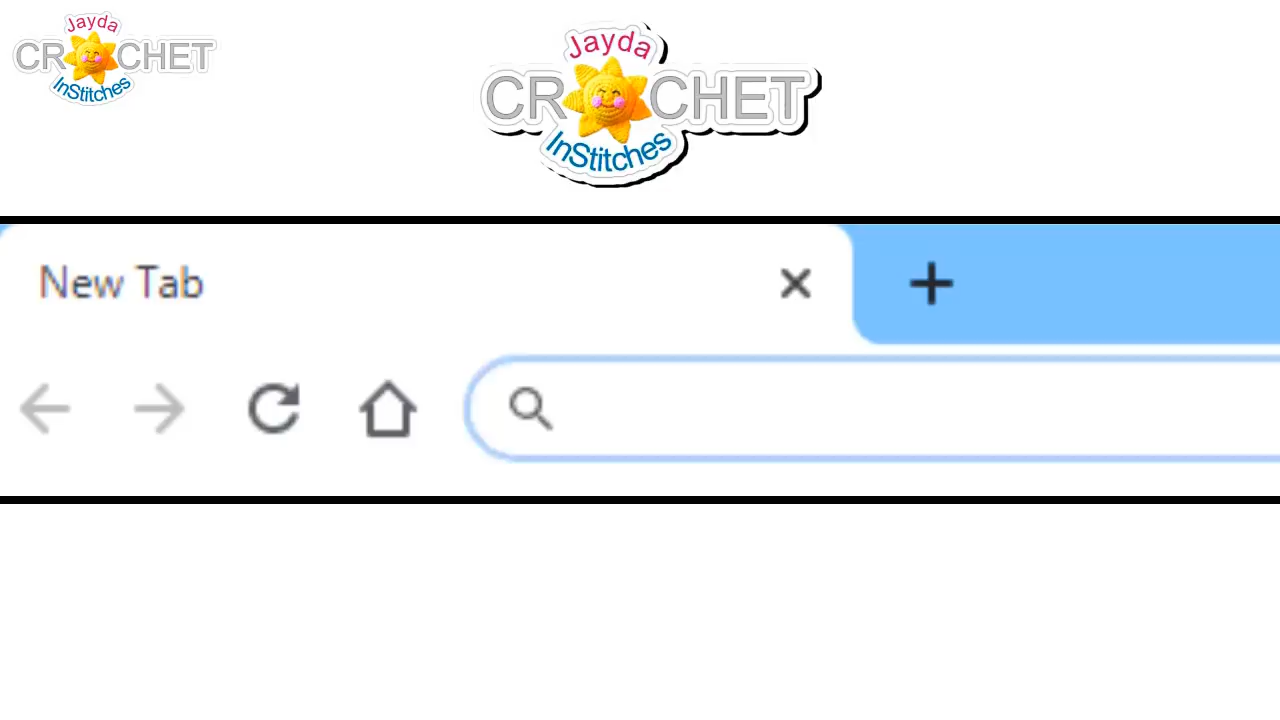 Jayda
CROCHET
InStitches
Jayda
CROCHET
InStitches
New Tab